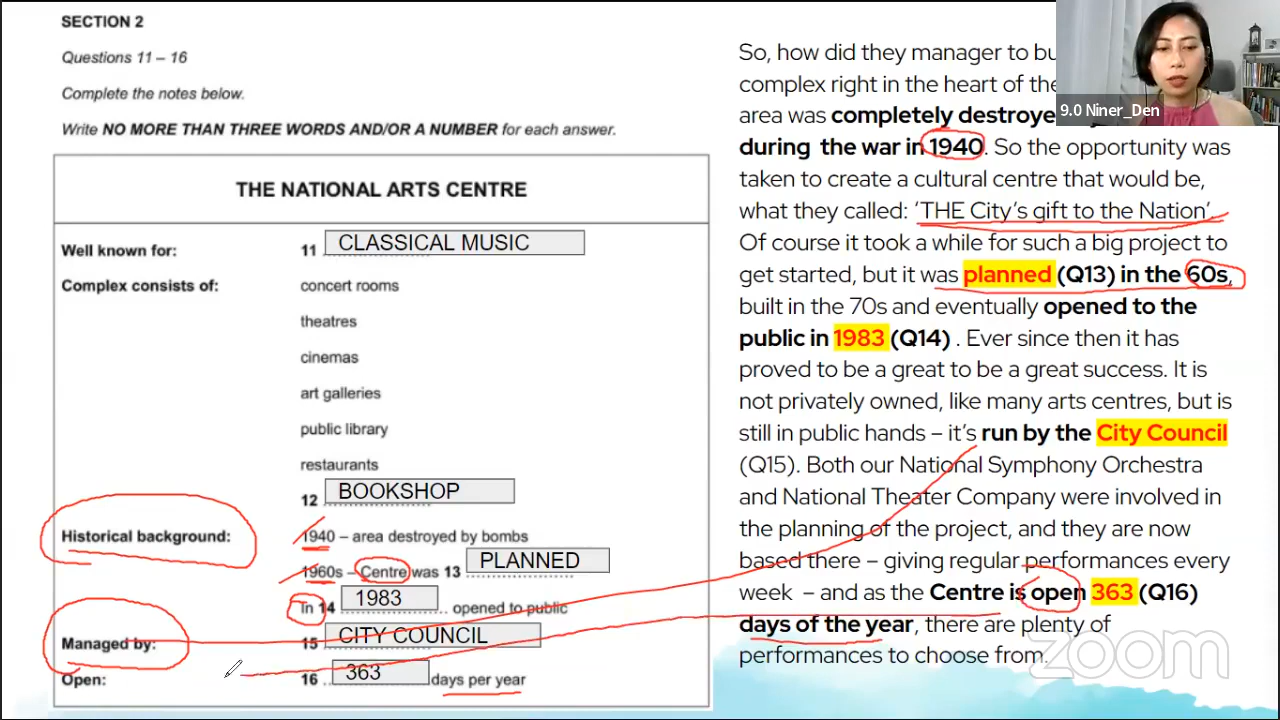 SECTION 2
Questions 11 – 16
Complete the notes below.
Write NO MORE THAN THREE WORDS AND/OR A NUMBER for each answer.
THE NATIONAL ARTS CENTRE
Well known for: 11 CLASSICAL MUSIC
Complex consists of: concert rooms
theatres
cinemas
art galleries
public library
restaurants
12 BOOKSHOP
Historical background: 1940 – area destroyed by bombs
1960s – Centre was 13 PLANNED
In 14 1983 opened to public
Managed by: 15 CITY COUNCIL
Open: 16 363 days per year
So, how did they manager to
complex right in the heart of the
area was completely
during the war in 1940. So the opportunity was
taken to create a cultural centre that would be,
what they called: ‘THE City’s gift to the Nation’.
Of course it took a while for such a big project to
get started, but it was planned (Q13) in the 60s,
built in the 70s and eventually opened to the
public in 1983 (Q14) . Ever since then it has
proved to be a great to be a great success. It is
not privately owned, like many arts centres, but is
still in public hands – it’s run by the City Council
(Q15). Both our National Symphony Orchestra
and National Theater Company were involved in
the planning of the project, and they are now
based there – giving regular performances every
week – and as the Centre is open 363 (Q16)
days of the year, there are plenty of
performances to choose from.
9.0 Niner_Den
zoom